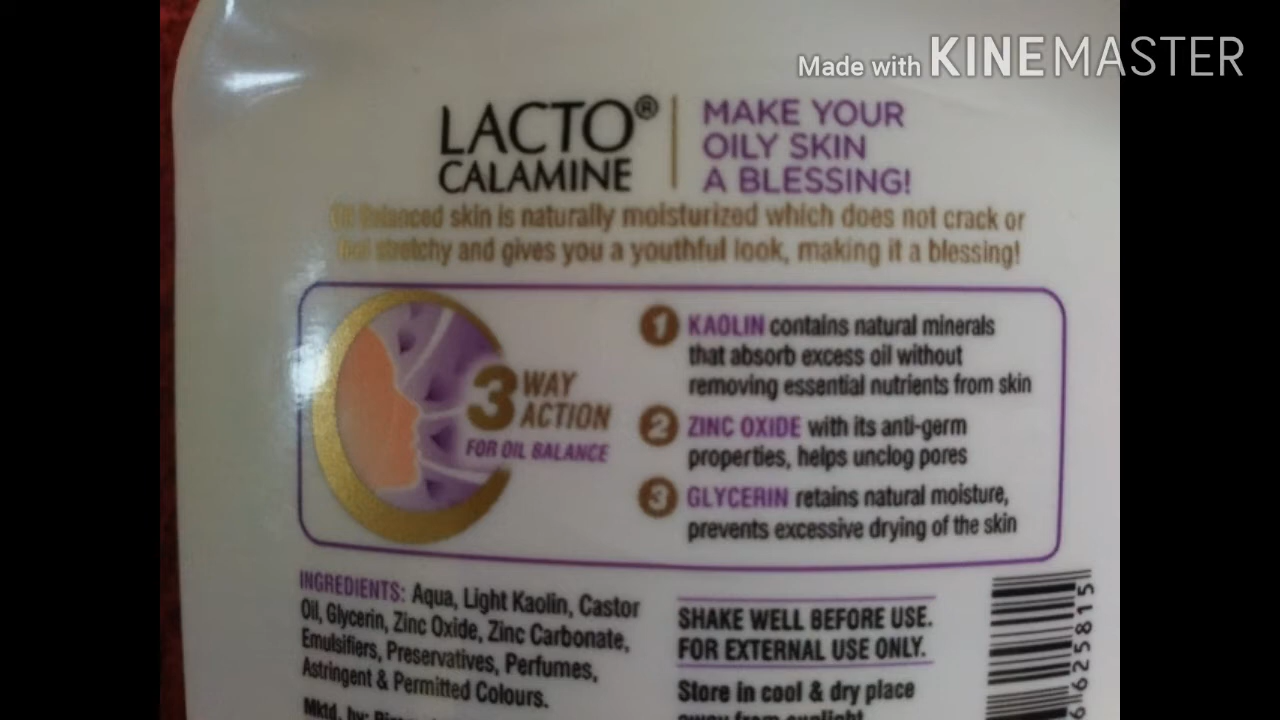 Made with KINEMASTER
LACTO®
CALAMINE
MAKE YOUR
OILY SKIN
A BLESSING!
Balanced skin is naturally moisturized which does not crack or
stretchy and gives you a youthful look, making it a blessing!
3 WAY
ACTION
FOR OIL BALANCE
1 KAOLIN contains natural minerals
that absorb excess oil without
removing essential nutrients from skin
2 ZINC OXIDE with its anti-germ
properties, helps unclog pores
3 GLYCERIN retains natural moisture,
prevents excessive drying of the skin
INGREDIENTS: Aqua, Light Kaolin, Castor
Oil, Glycerin, Zinc Oxide, Zinc Carbonate,
Emulsifiers, Preservatives, Perfumes,
Astringent & Permitted Colours.
Mktd. by:
SHAKE WELL BEFORE USE.
FOR EXTERNAL USE ONLY.
Store in cool & dry place
away from sunlight
6625815